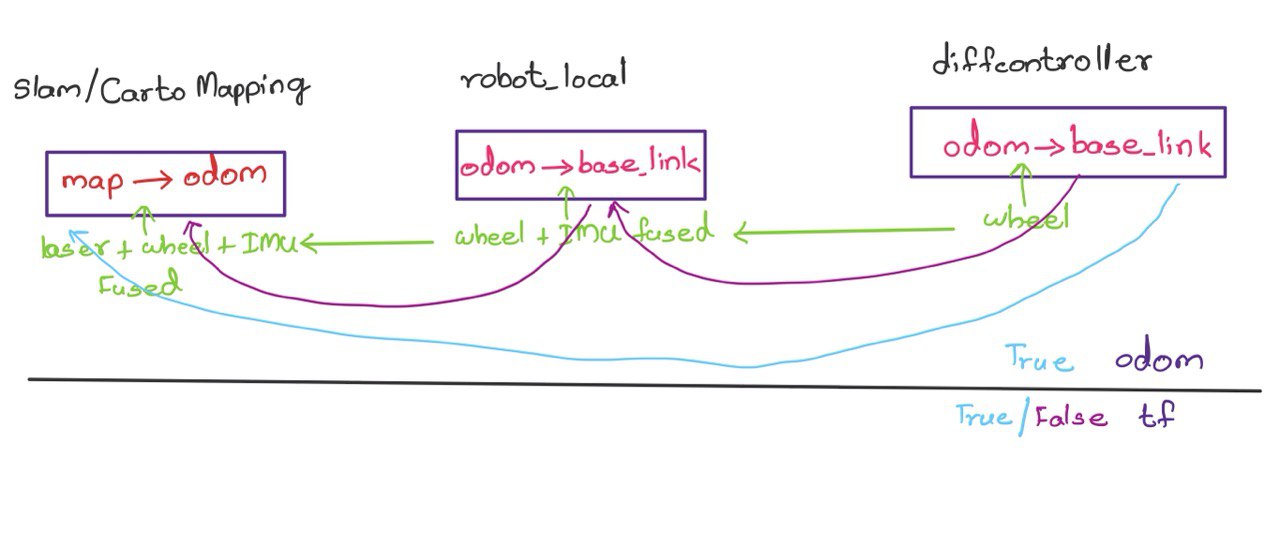 Slam/Carto Mapping
map → odom
laser + wheel + IMU
Fused
robot_local
odom → base_link
wheel + IMU fused
diffcontroller
odom → base_link
wheel
True odom
True/False tf